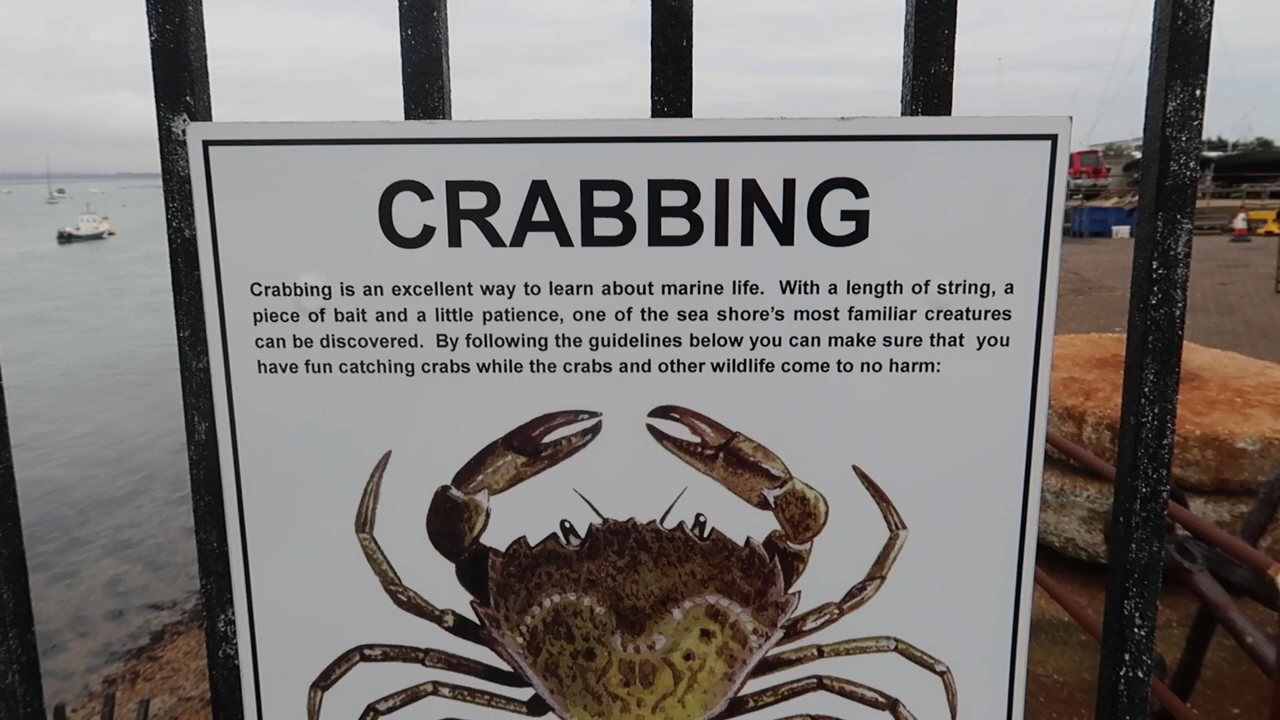 CRABBING
Crabbing is an excellent way to learn about marine life.  With a length of string, a
piece of bait and a little patience, one of the sea shore's most familiar creatures
can be discovered.  By following the guidelines below you can make sure that  you
have fun catching crabs while the crabs and other wildlife come to no harm: